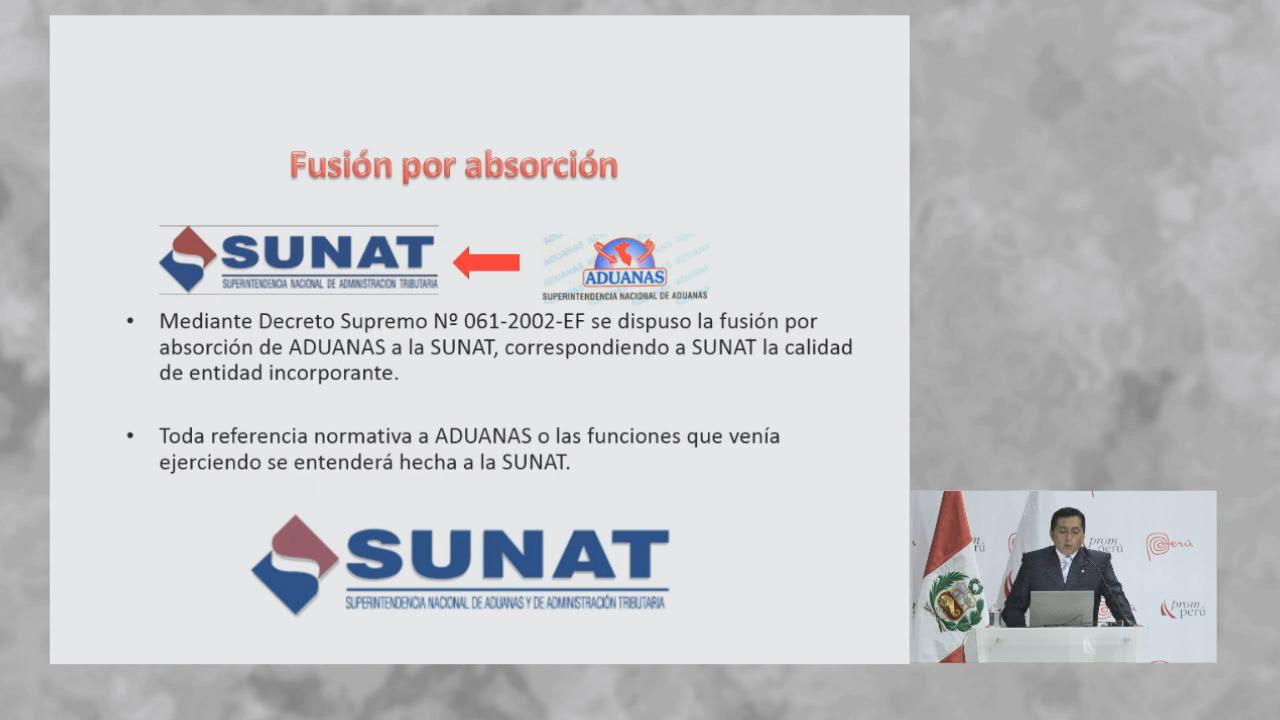 Fusión por absorción
SUNAT
SUPERINTENDENCIA NACIONAL DE ADMINISTRACIÓN TRIBUTARIA
ADUANAS
SUPERINTENDENCIA NACIONAL DE ADUANAS
• Mediante Decreto Supremo Nº 061-2002-EF se dispuso la fusión por
absorción de ADUANAS a la SUNAT, correspondiendo a SUNAT la calidad
de entidad incorporante.
• Toda referencia normativa a ADUANAS o las funciones que venía
ejerciendo se entenderá hecha a la SUNAT.
SUNAT
SUPERINTENDENCIA NACIONAL DE ADUANAS Y DE ADMINISTRACIÓN TRIBUTARIA
prom
perú
Perú
prom
perú